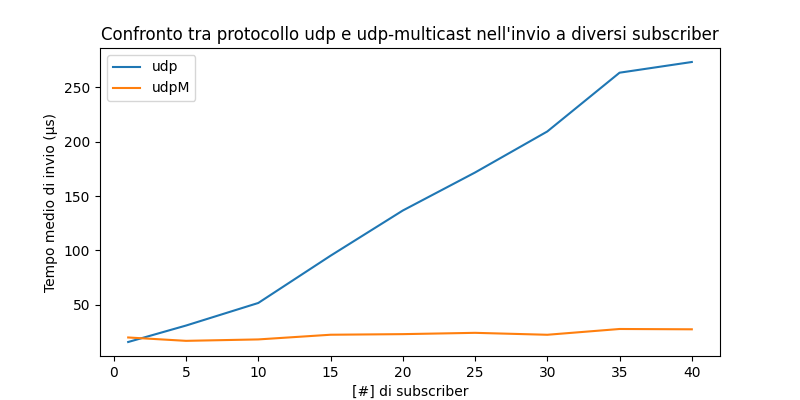 Confronto tra protocollo udp e udp-multicast nell'invio a diversi subscriber
udp
udpM
Tempo medio di invio (µs)
250
200
150
100
50
0 5 10 15 20 25 30 35 40
[#] di subscriber